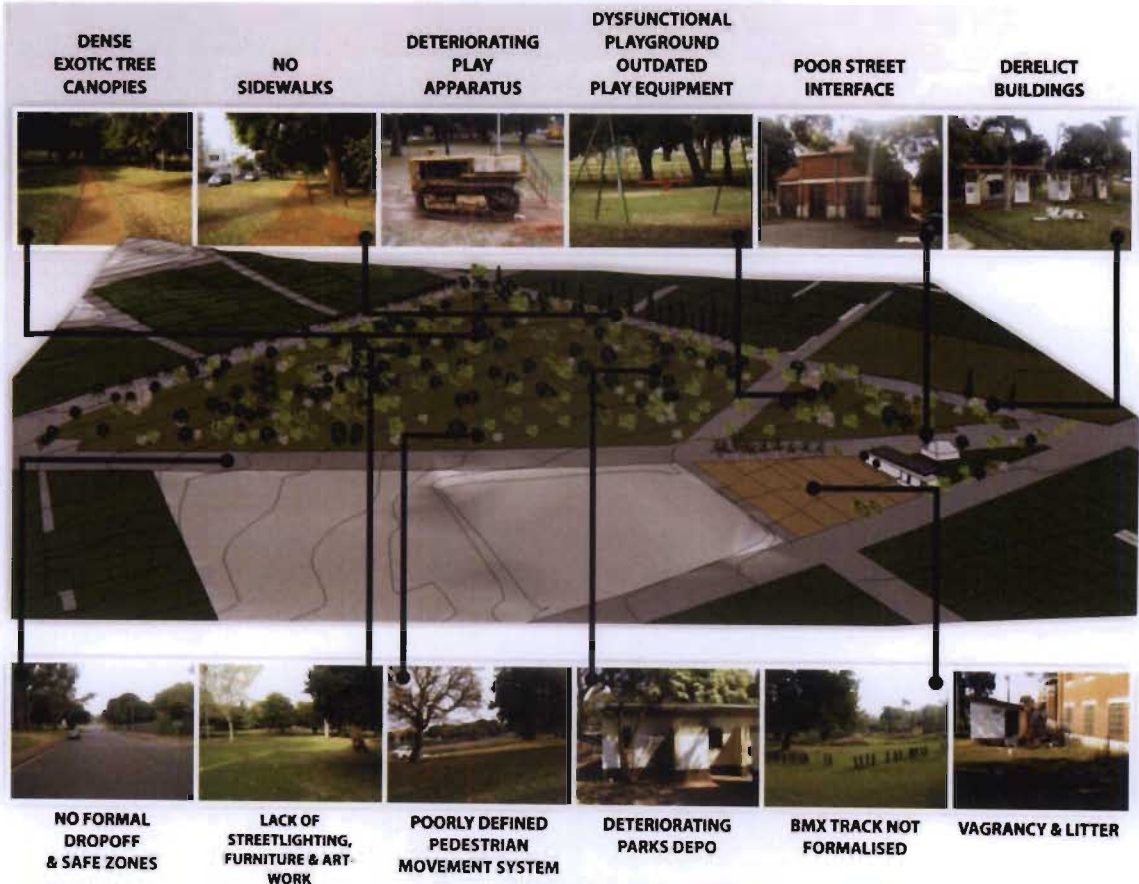 DENSE
EXOTIC TREE
CANOPIES
NO
SIDEWALKS
DETERIORATING
PLAY
APPARATUS
DYSFUNCTIONAL
PLAYGROUND
OUTDATED
PLAY EQUIPMENT
POOR STREET
INTERFACE
DERELICT
BUILDINGS
NO FORMAL
DROPOFF
& SAFE ZONES
LACK OF
STREETLIGHTING,
FURNITURE & ART-
WORK
POORLY DEFINED
PEDESTRIAN
MOVEMENT SYSTEM
DETERIORATING
PARKS DEPO
BMX TRACK NOT
FORMALISED
VAGRANCY & LITTER